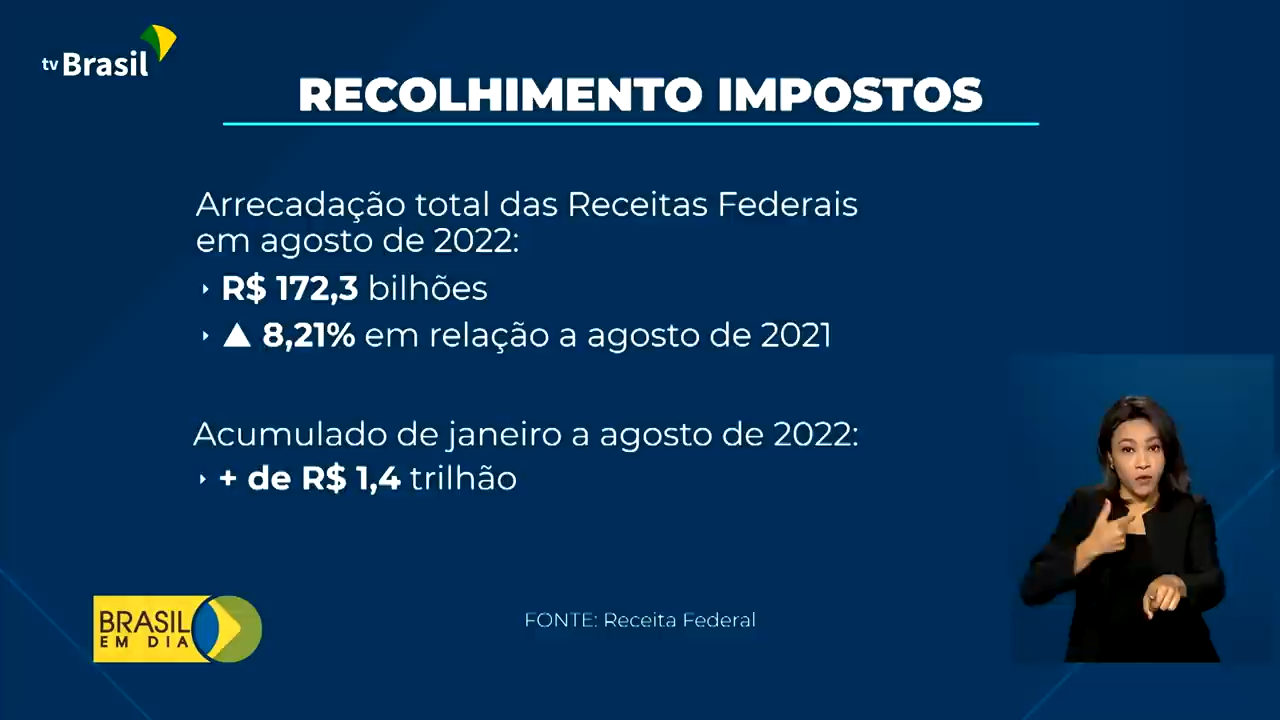 tv Brasil
RECOLHIMENTO IMPOSTOS
Arrecadação total das Receitas Federais
em agosto de 2022:
R$ 172,3 bilhões
▲ 8,21% em relação a agosto de 2021
Acumulado de janeiro a agosto de 2022:
+ de R$ 1,4 trilhão
BRASIL
EM DIA
FONTE: Receita Federal